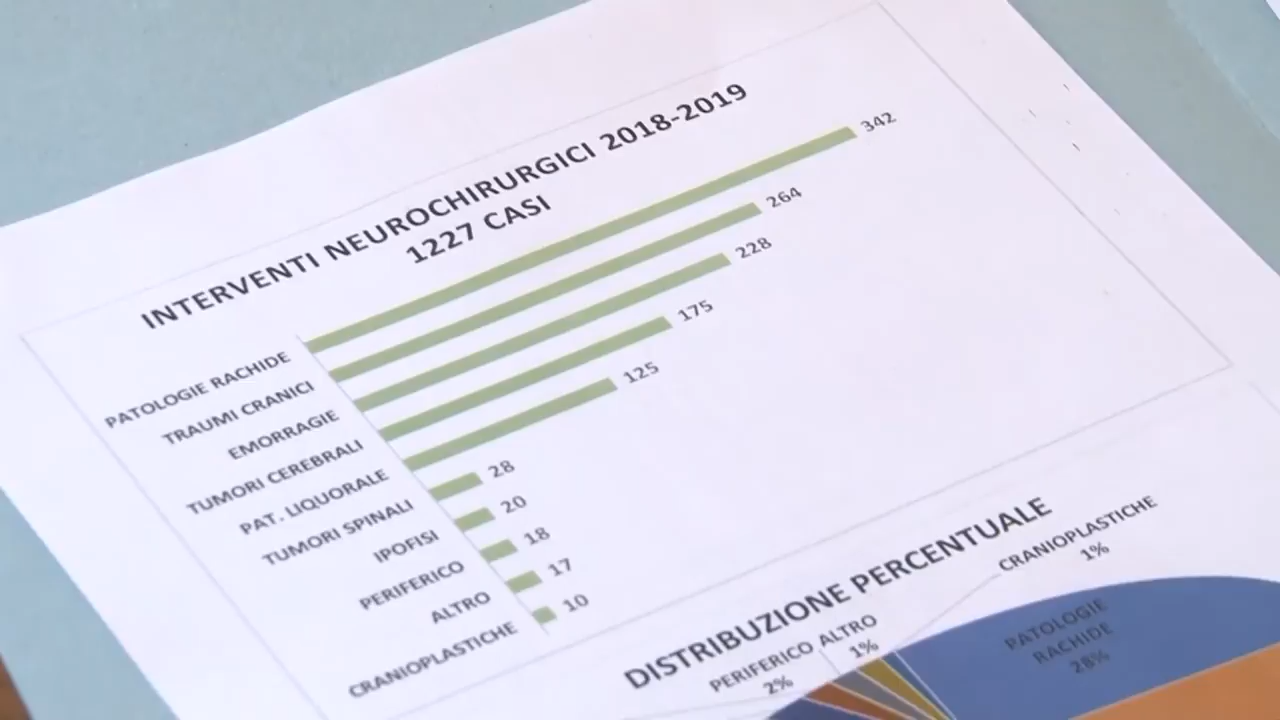 INTERVENTI NEUROCHIRURGICI 2018-2019
1227 CASI
PATOLOGIE RACHIDE 342
TRAUMI CRANICI 264
EMORRAGIE 228
TUMORI CEREBRALI 175
PAT. LIQUORALE 125
TUMORI SPINALI 28
IPOFISI 20
PERIFERICO 18
ALTRO 17
CRANIOPLASTICHE 10
DISTRIBUZIONE PERCENTUALE
CRANIOPLASTICHE
1%
PERIFERICO
2%
ALTRO
1%
PATOLOGIE
RACHIDE
28%